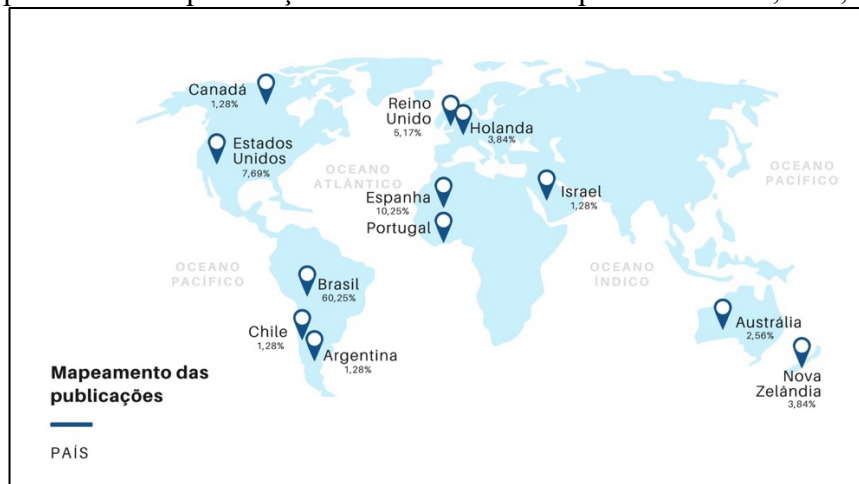 Canadá
1,28%
Estados
Unidos
7,69%
Reino
Unido
5,17%
Holanda
3,84%
OCEANO
ATLÂNTICO
OCEANO
PACÍFICO
Espanha
10,25%
Portugal
Israel
1,28%
OCEANO
PACÍFICO
Brasil
60,25%
OCEANO
ÍNDICO
Chile
1,28%
Argentina
1,28%
Austrália
2,56%
Nova
Zelândia
3,84%
Mapeamento das
publicações
PAÍS